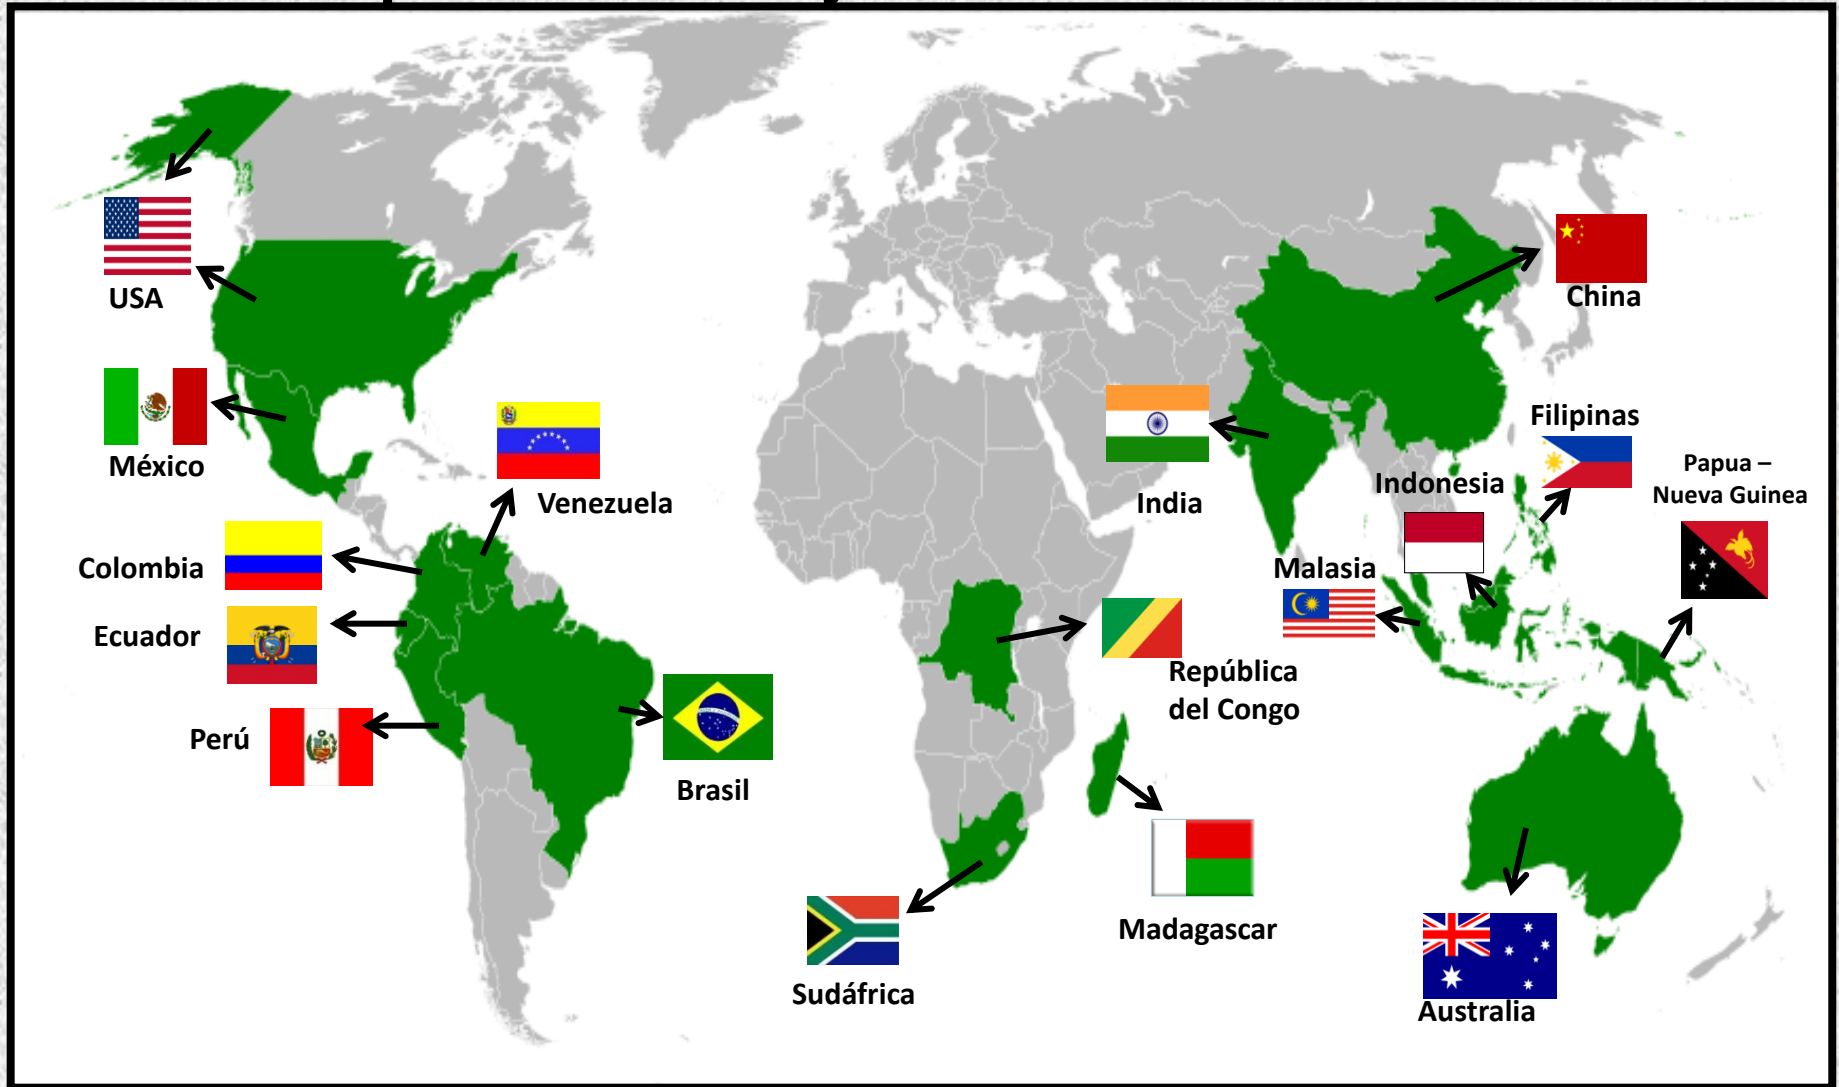 USA
China
México
Filipinas
Papua –
Nueva Guinea
Indonesia
Venezuela
India
Colombia
Malasia
Ecuador
República
del Congo
Perú
Brasil
Madagascar
Sudáfrica
Australia